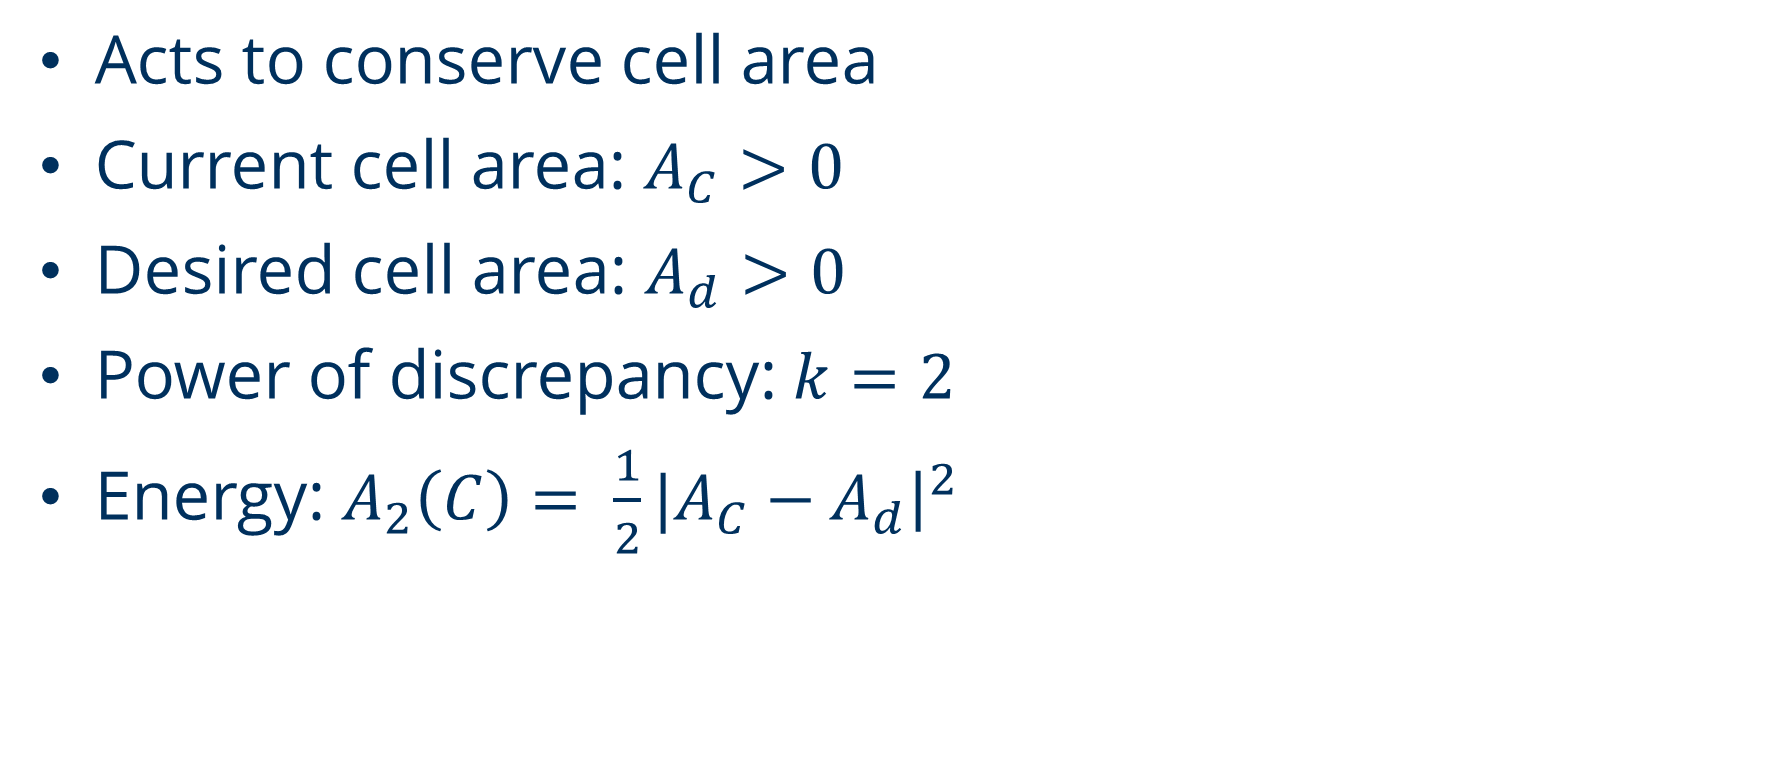 • Acts to conserve cell area
• Current cell area: $A_C > 0$
• Desired cell area: $A_d > 0$
• Power of discrepancy: $k = 2$
• Energy: $A_2(C) = \frac{1}{2}|A_C - A_d|^2$